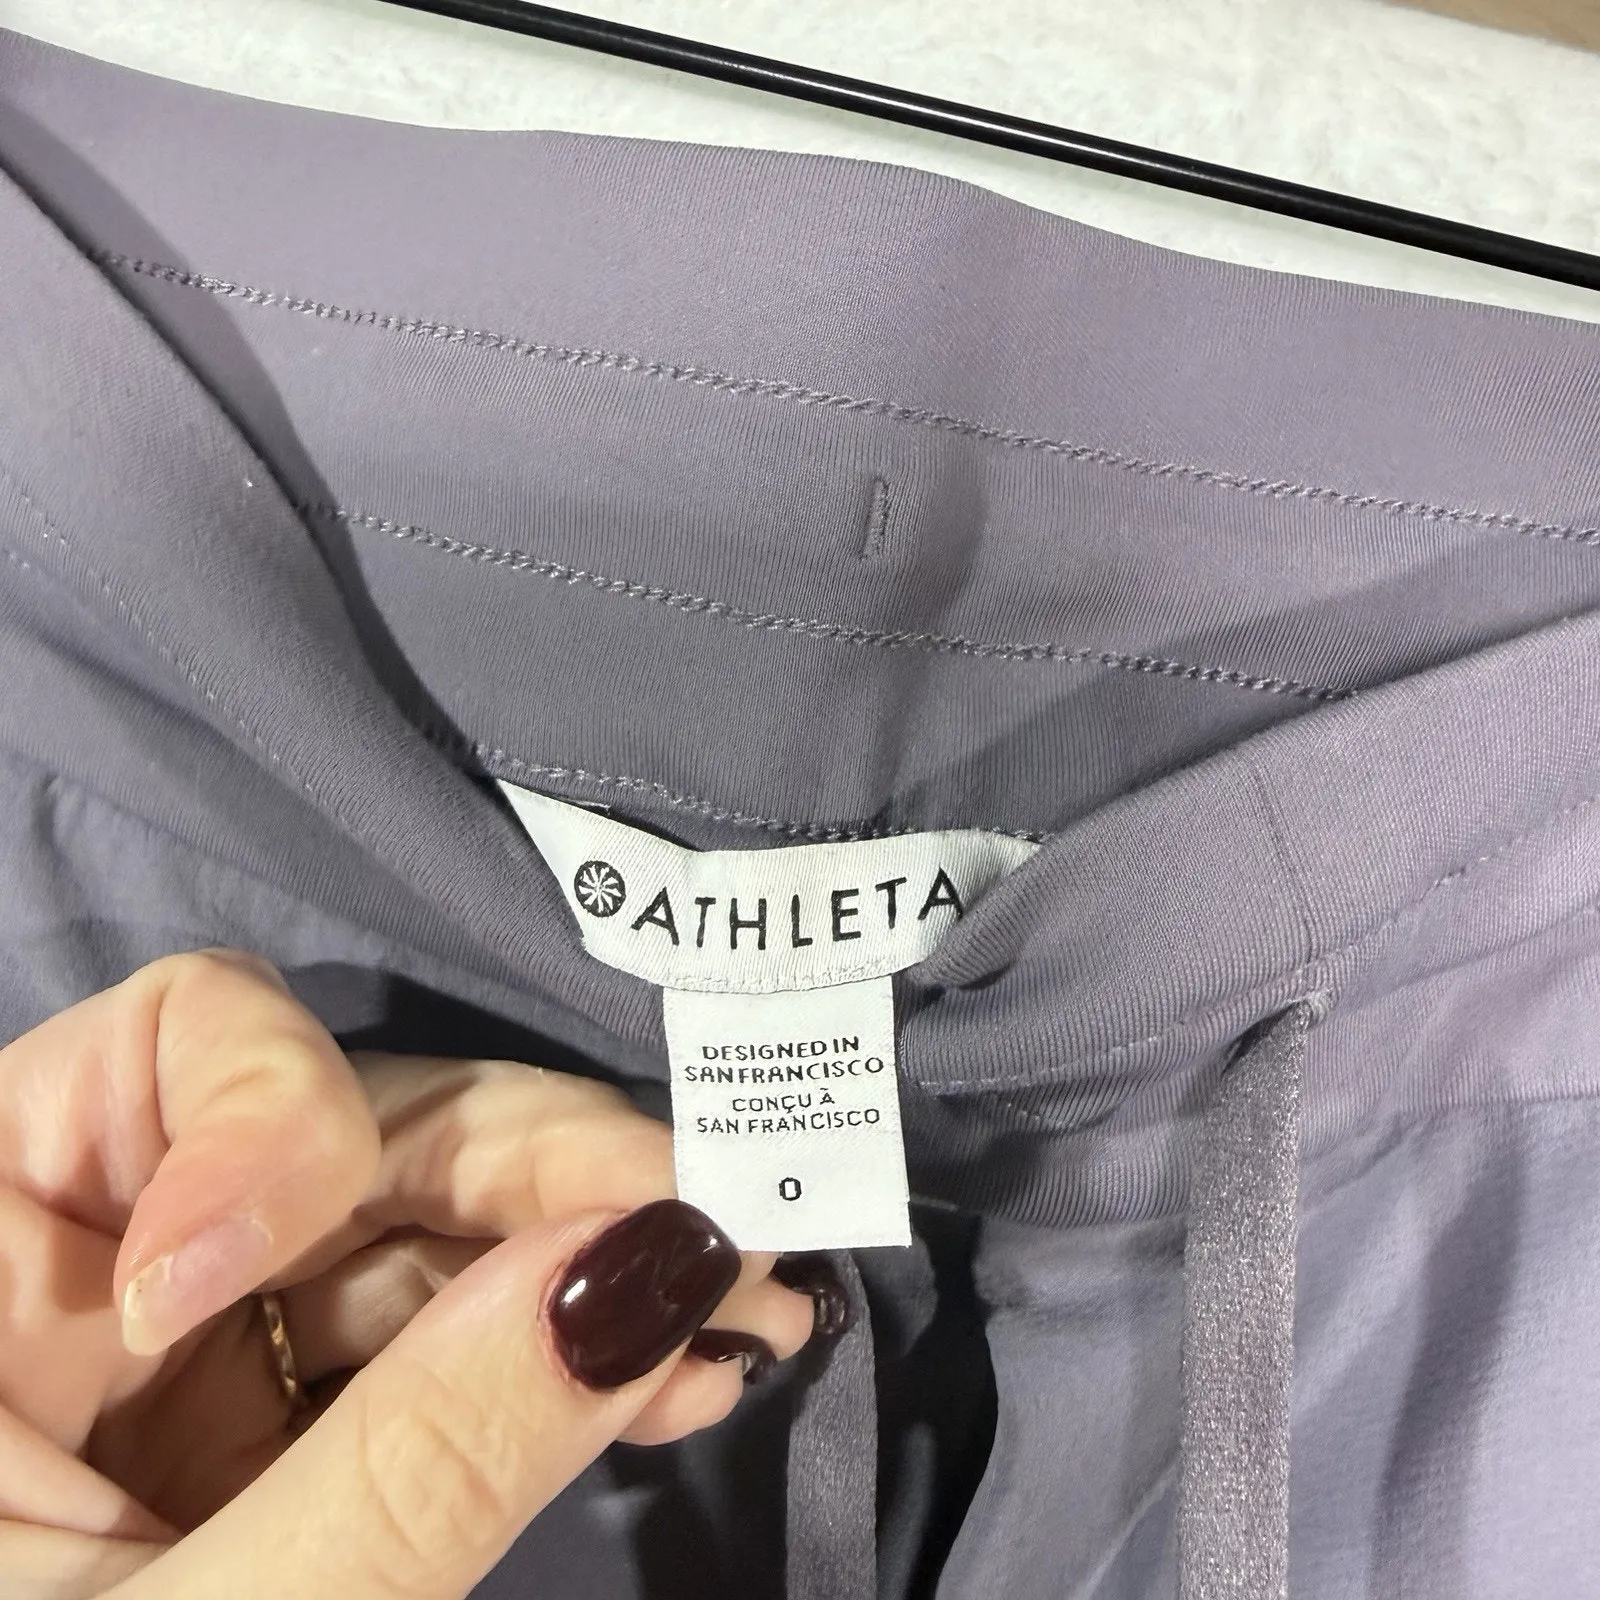 ATHLETA
DESIGNED IN
SAN FRANCISCO
CONÇU À
SAN FRANCISCO
0